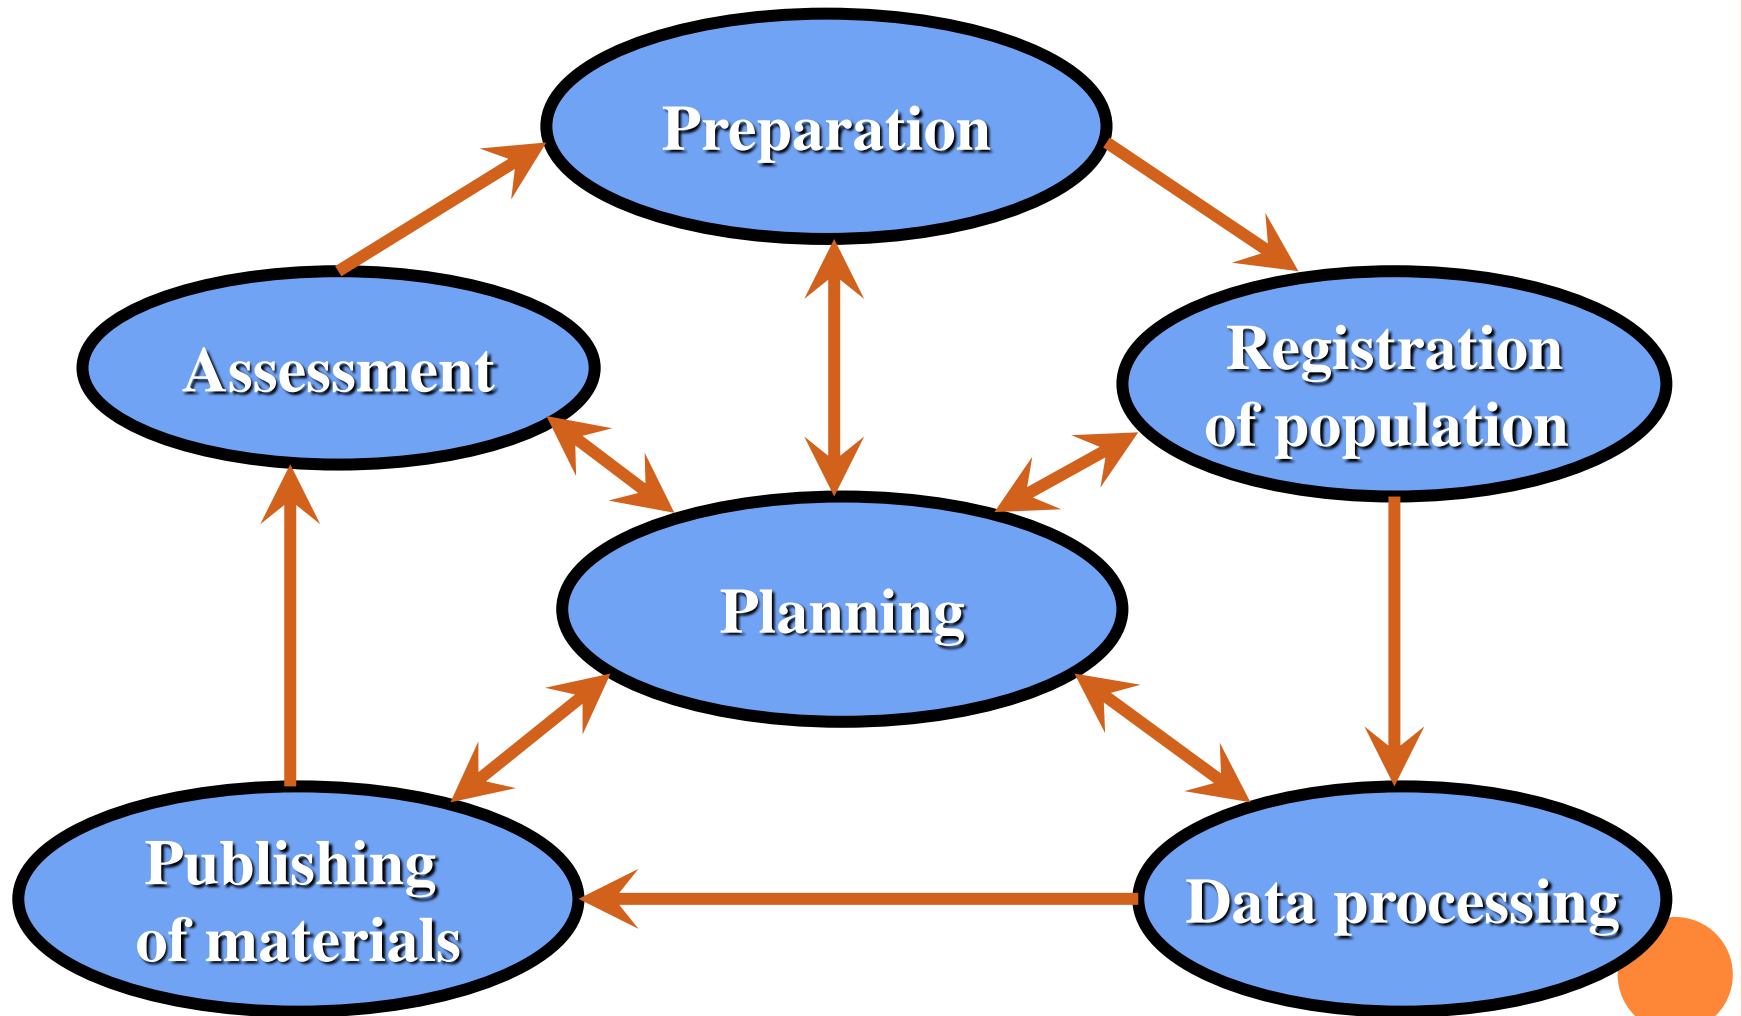 Preparation
Assessment
Registration
of population
Planning
Publishing
of materials
Data processing